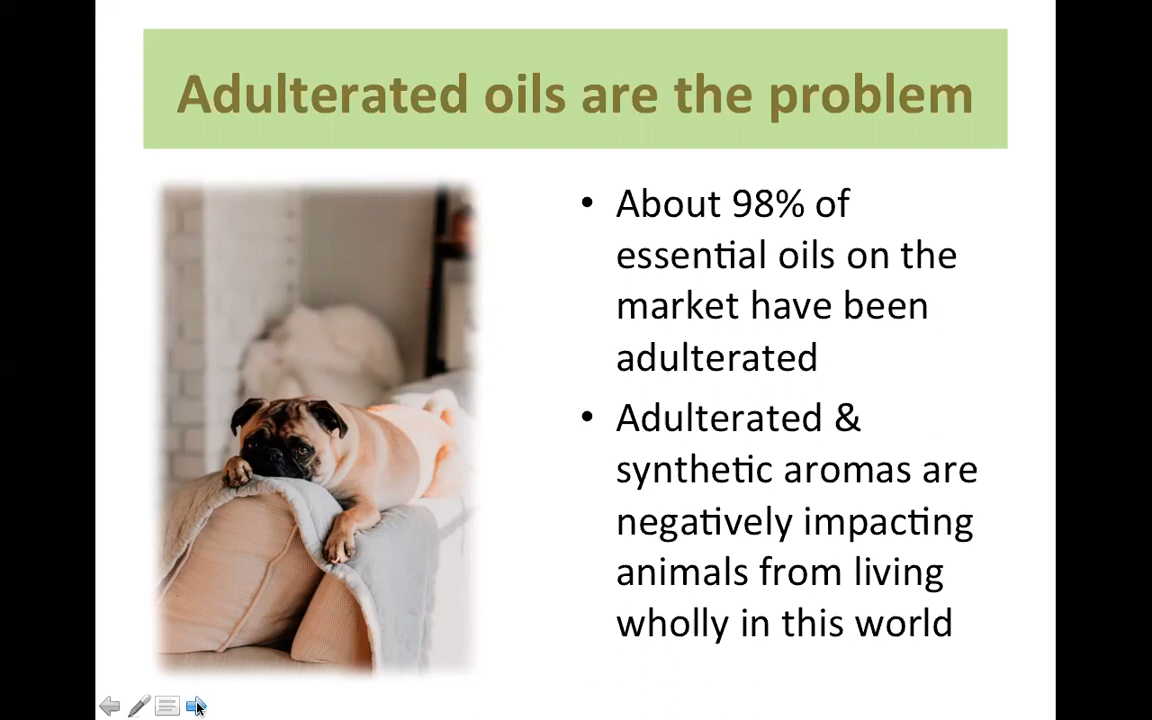 Adulterated oils are the problem
• About 98% of
essential oils on the
market have been
adulterated
• Adulterated &
synthetic aromas are
negatively impacting
animals from living
wholly in this world